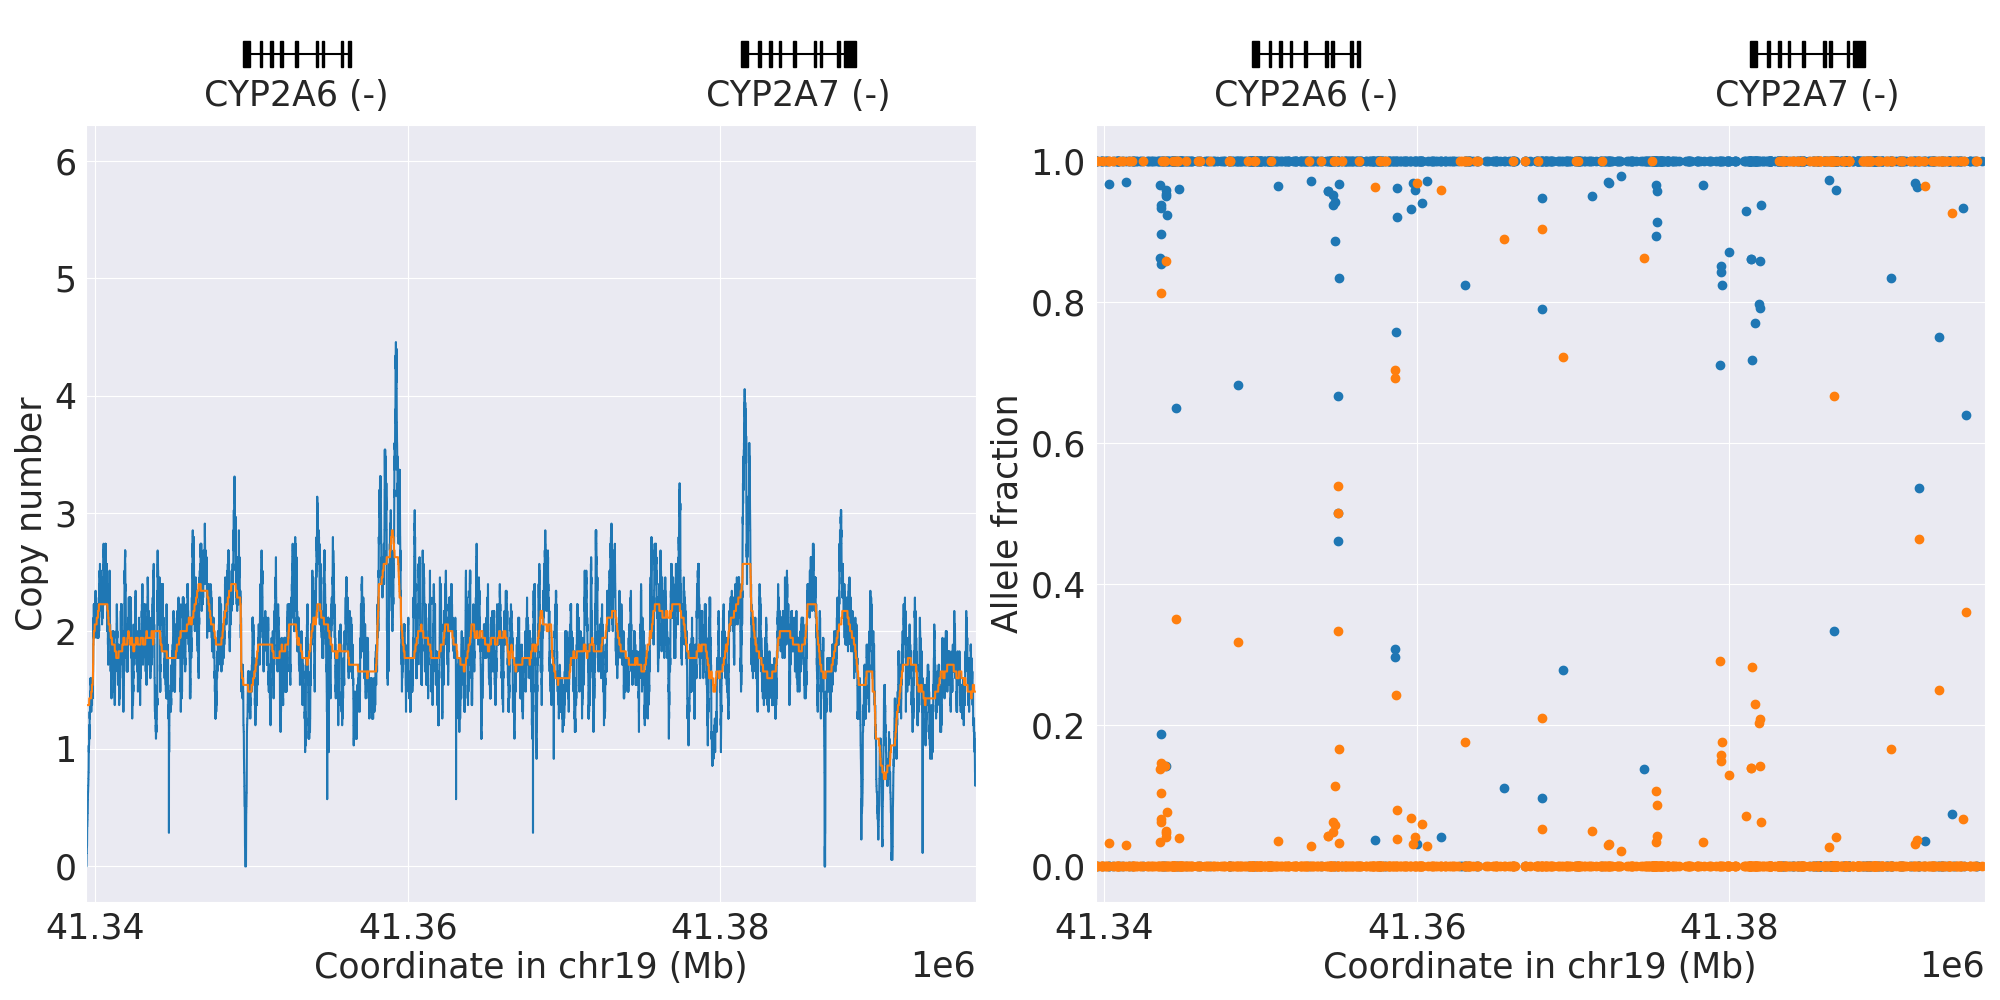 CYP2A6 (-) CYP2A7 (-)
6
5
4
3
2
1
0
Copy number
41.34 41.36 41.38
Coordinate in chr19 (Mb) 1e6
CYP2A6 (-) CYP2A7 (-)
1.0
0.8
0.6
0.4
0.2
0.0
Allele fraction
41.34 41.36 41.38
Coordinate in chr19 (Mb) 1e6